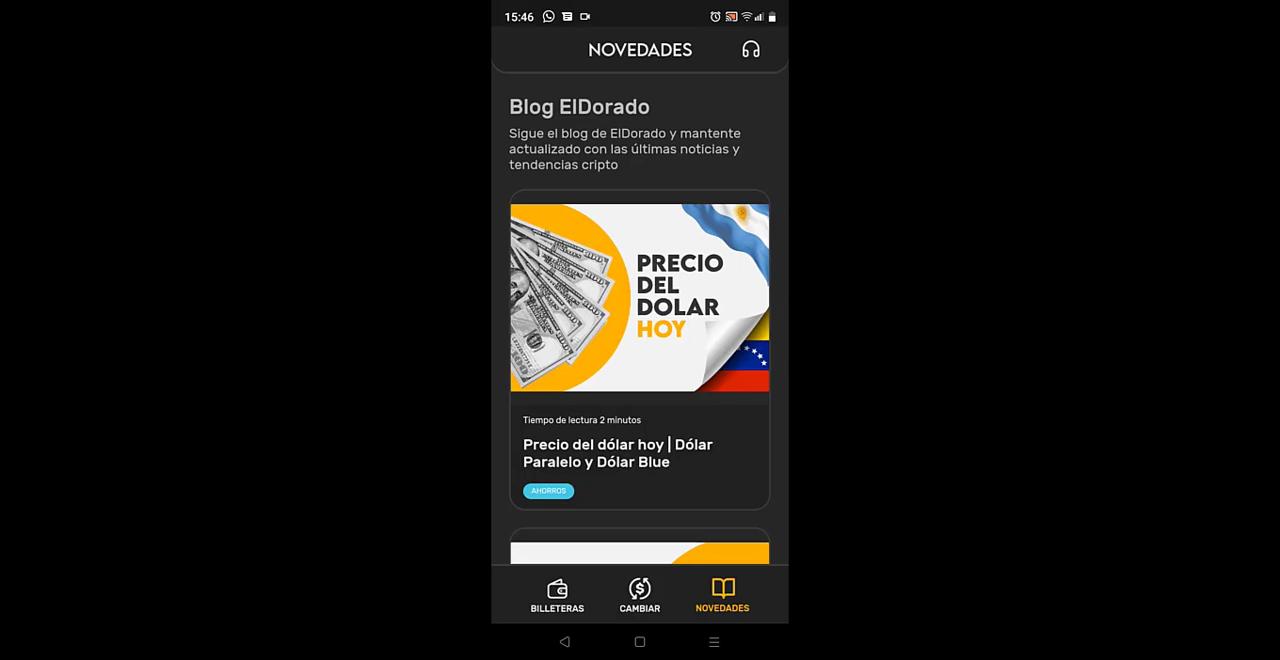 15:46
NOVEDADES
Blog ElDorado
Sigue el blog de ElDorado y mantente
actualizado con las últimas noticias y
tendencias cripto
PRECIO
DEL
DOLAR
HOY
Tiempo de lectura 2 minutos
Precio del dólar hoy | Dólar
Paralelo y Dólar Blue
AHORROS
BILLETERAS
CAMBIAR
NOVEDADES